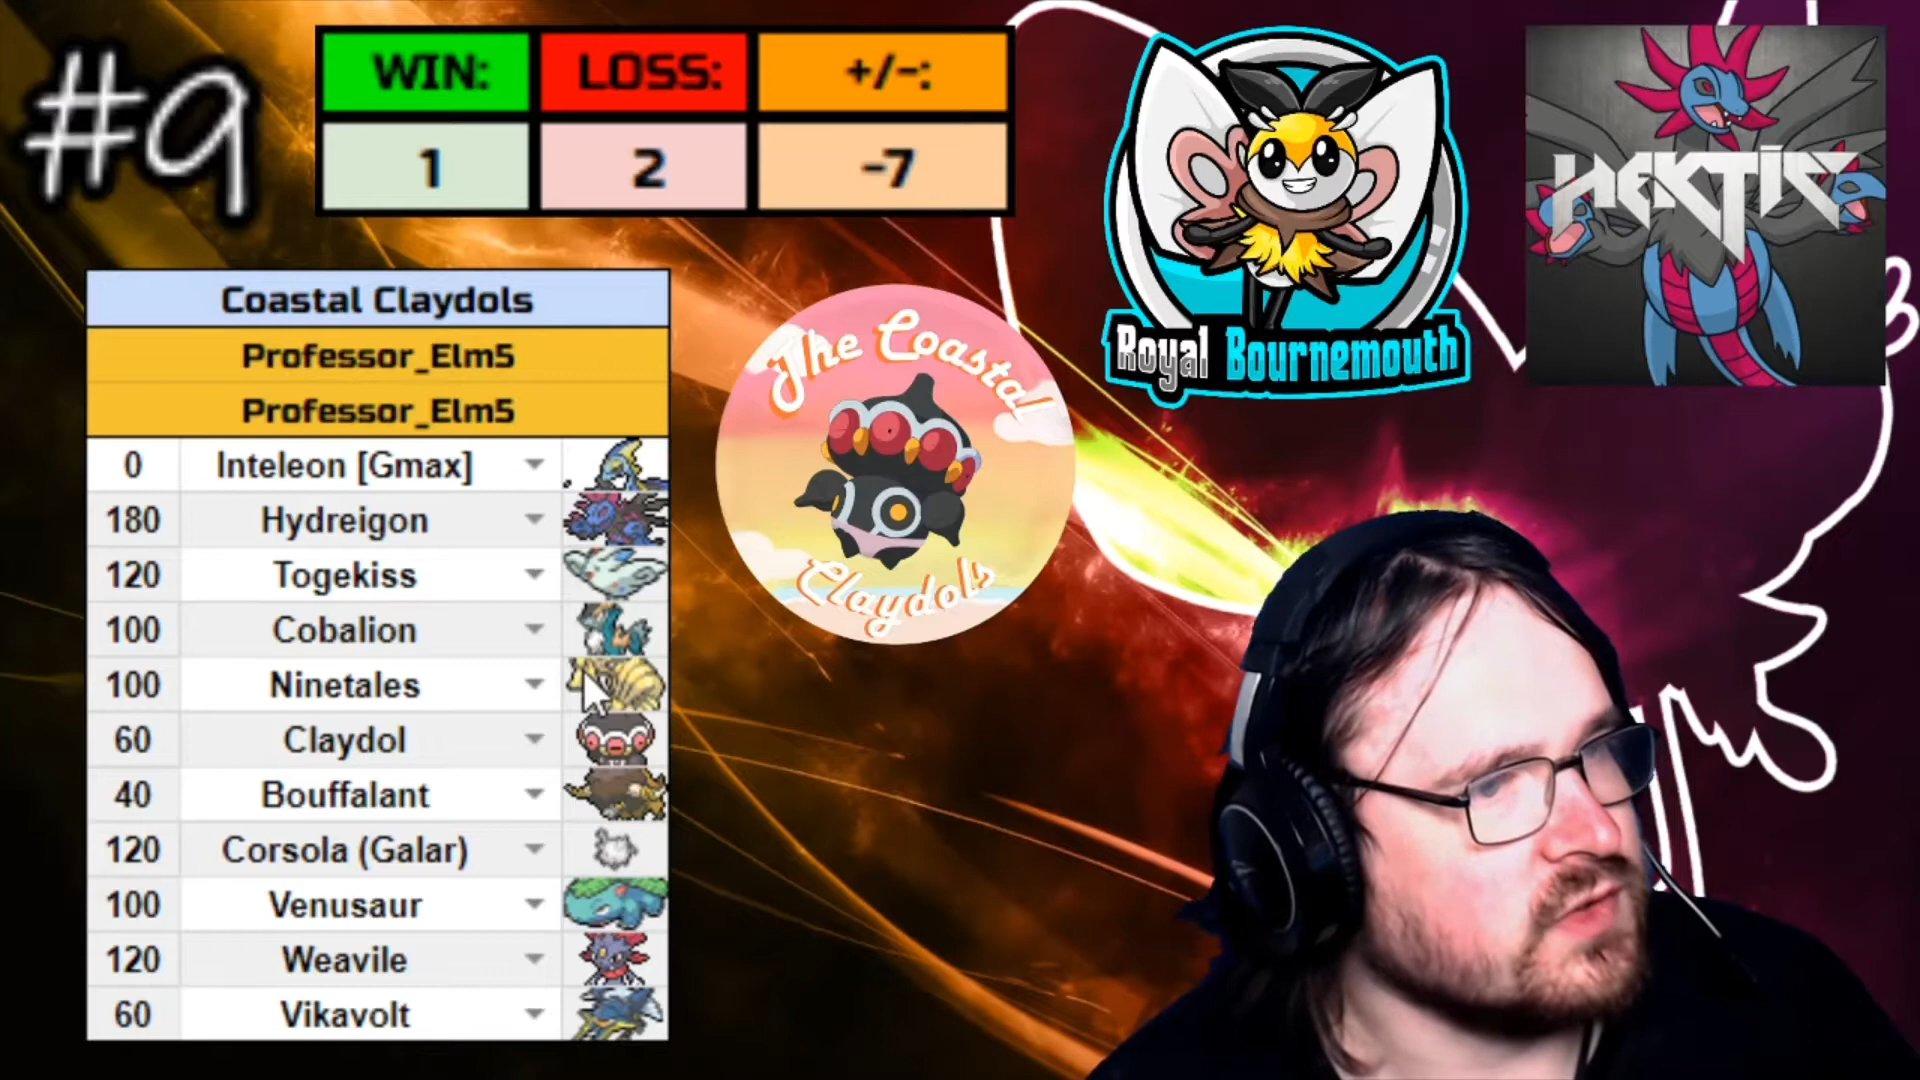 #9
WIN: LOSS: +/-:
1 2 -7
Royal Bournemouth
HEKTIC
Coastal Claydols
Professor_Elm5
Professor_Elm5
The Coastal
Claydols
0 Inteleon [Gmax]
180 Hydreigon
120 Togekiss
100 Cobalion
100 Ninetales
60 Claydol
40 Bouffalant
120 Corsola (Galar)
100 Venusaur
120 Weavile
60 Vikavolt